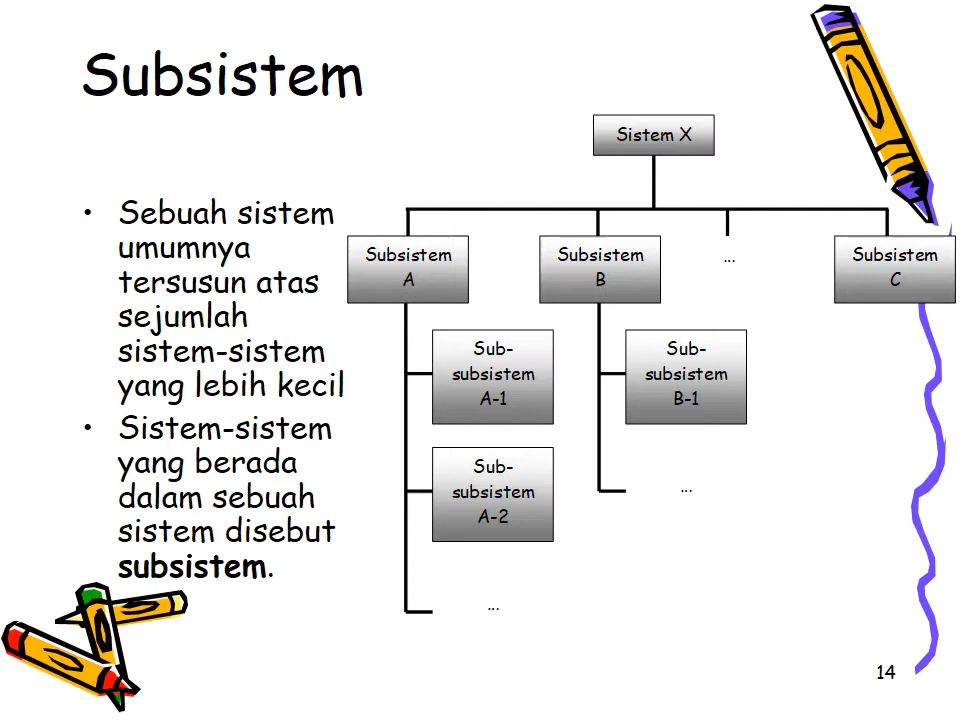 Subsistem
• Sebuah sistem
umumnya
tersusun atas
sejumlah
sistem-sistem
yang lebih kecil
• Sistem-sistem
yang berada
dalam sebuah
sistem disebut
subsistem.
Sistem X
Subsistem
A
Subsistem
B
...
Subsistem
C
Sub-
subsistem
A-1
Sub-
subsistem
A-2
...
Sub-
subsistem
B-1
...
14